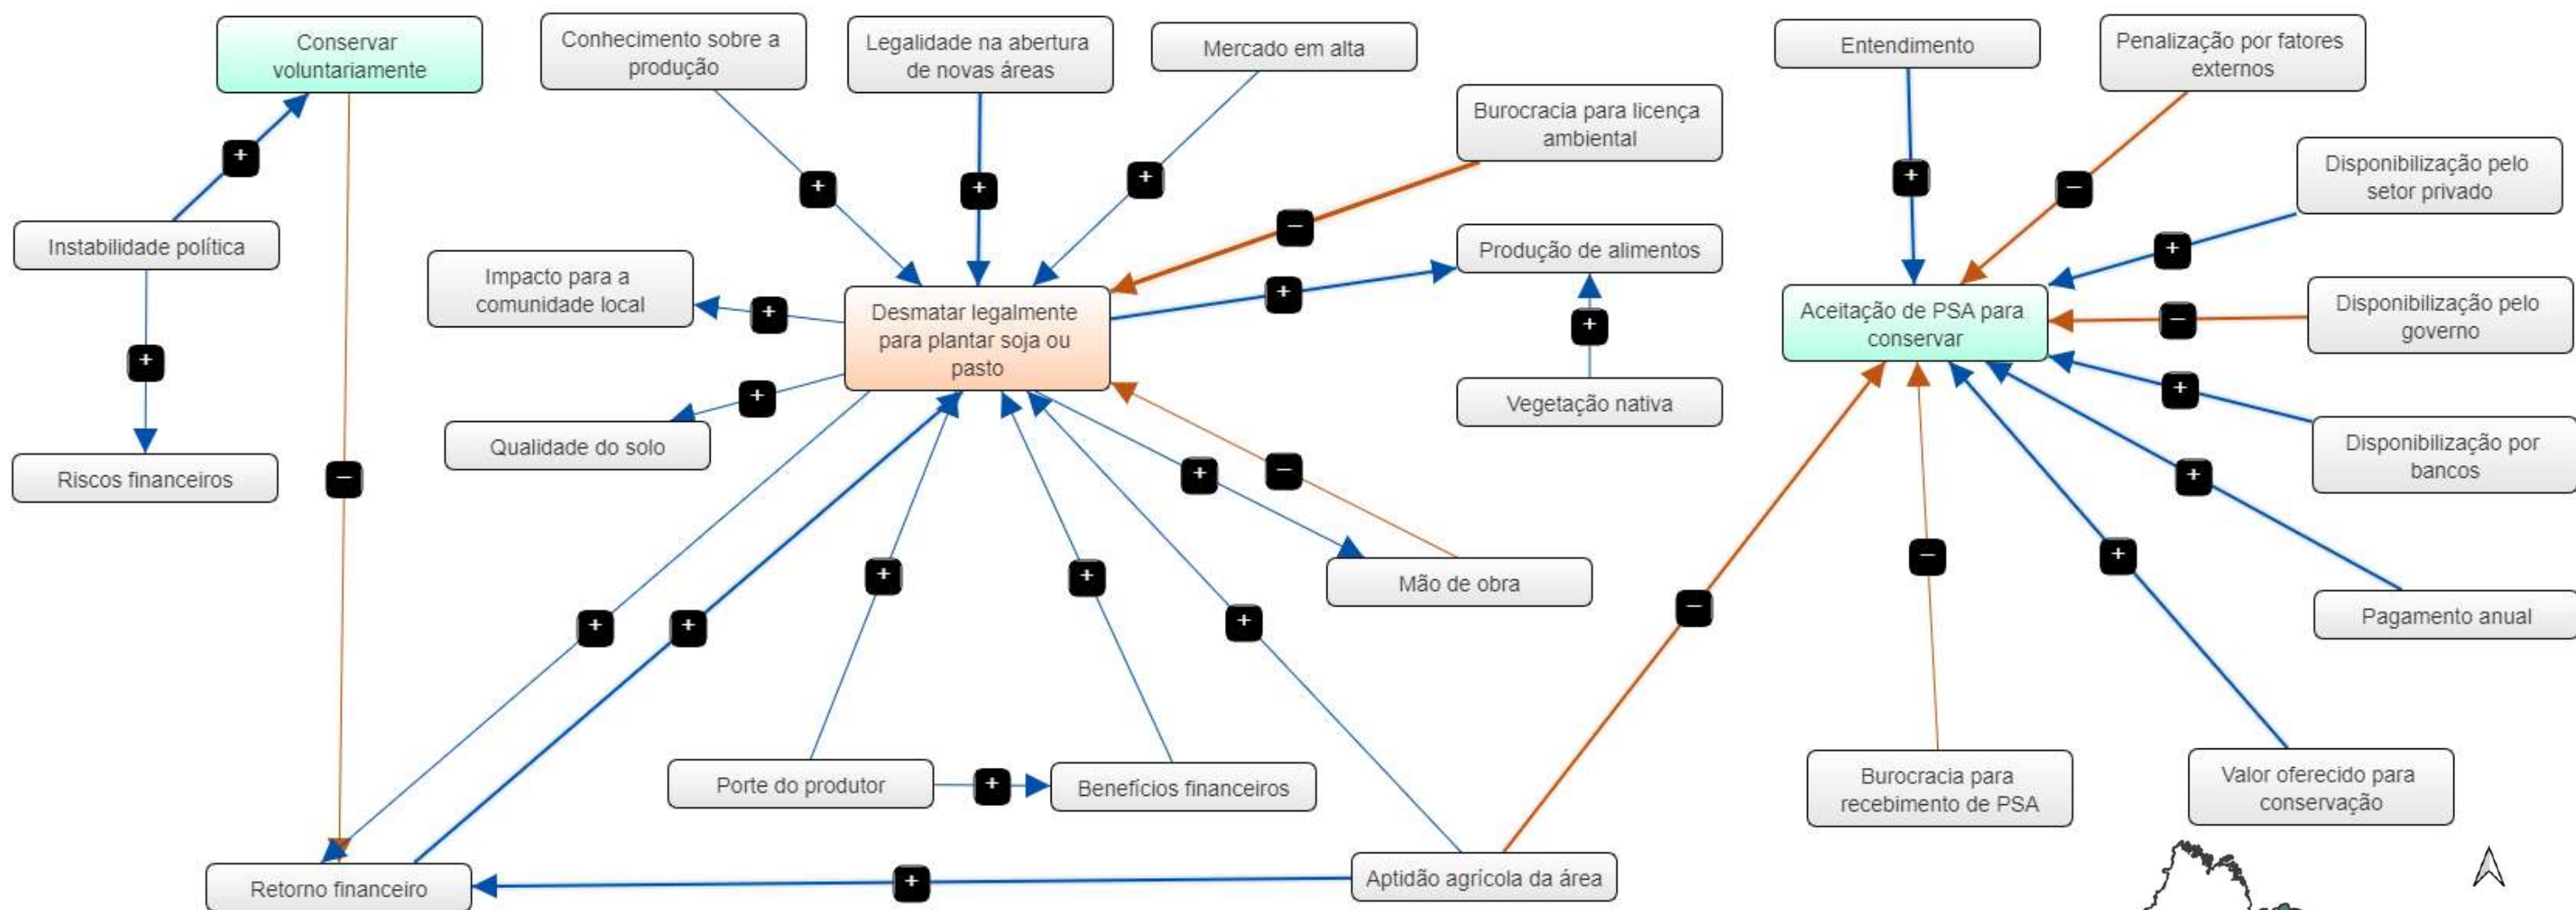 Conservar
voluntariamente
Conhecimento sobre a
produção
Legalidade na abertura
de novas áreas
Mercado em alta
Entendimento
Penalização por fatores
externos
Burocracia para licença
ambiental
Disponibilização pelo
setor privado
Instabilidade política
Impacto para a
comunidade local
Produção de alimentos
Desmatar legalmente
para plantar soja ou
pasto
Aceitação de PSA para
conservar
Disponibilização pelo
governo
Vegetação nativa
Qualidade do solo
Riscos financeiros
Disponibilização por
bancos
Mão de obra
Pagamento anual
Porte do produtor
Benefícios financeiros
Burocracia para
recebimento de PSA
Valor oferecido para
conservação
Retorno financeiro
Aptidão agrícola da área